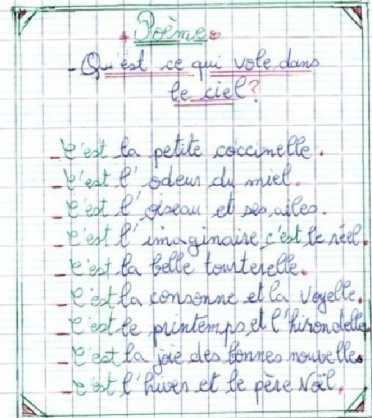 Poème
- Qu'est ce qui vole dans
le ciel?
- C'est la petite coccinelle.
- C'est l'odeur du miel.
- C'est l'oiseau et ses ailes.
- C'est l'imaginaire, c'est le réel.
- C'est la belle tourterelle.
- C'est la consonne et la voyelle.
- C'est le printemps et l'hirondelle
- C'est la joie des bonnes nouvelles
- C'est l'hiver et le père Noël.